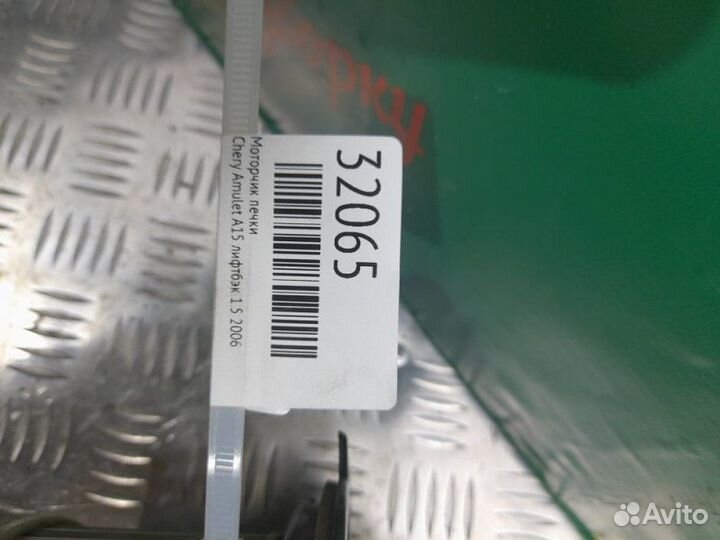 32065
Моторчик печки
Chery Amulet A15 лифтбэк 1.5 2006
Avito